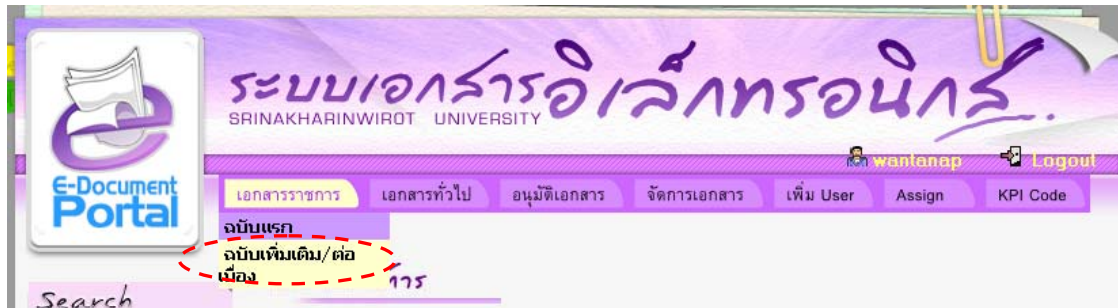 ระบบเอกสารอิเล็กทรอนิกส์...
SRINAKHARINWIROT UNIVERSITY
wantanap Logout
E-Document
Portal
เอกสารราชการ เอกสารทั่วไป อนุมัติเอกสาร จัดการเอกสาร เพิ่ม User Assign KPI Code
ฉบับแรก
ฉบับเพิ่มเติม/ต่อ
เนื่อง
Search